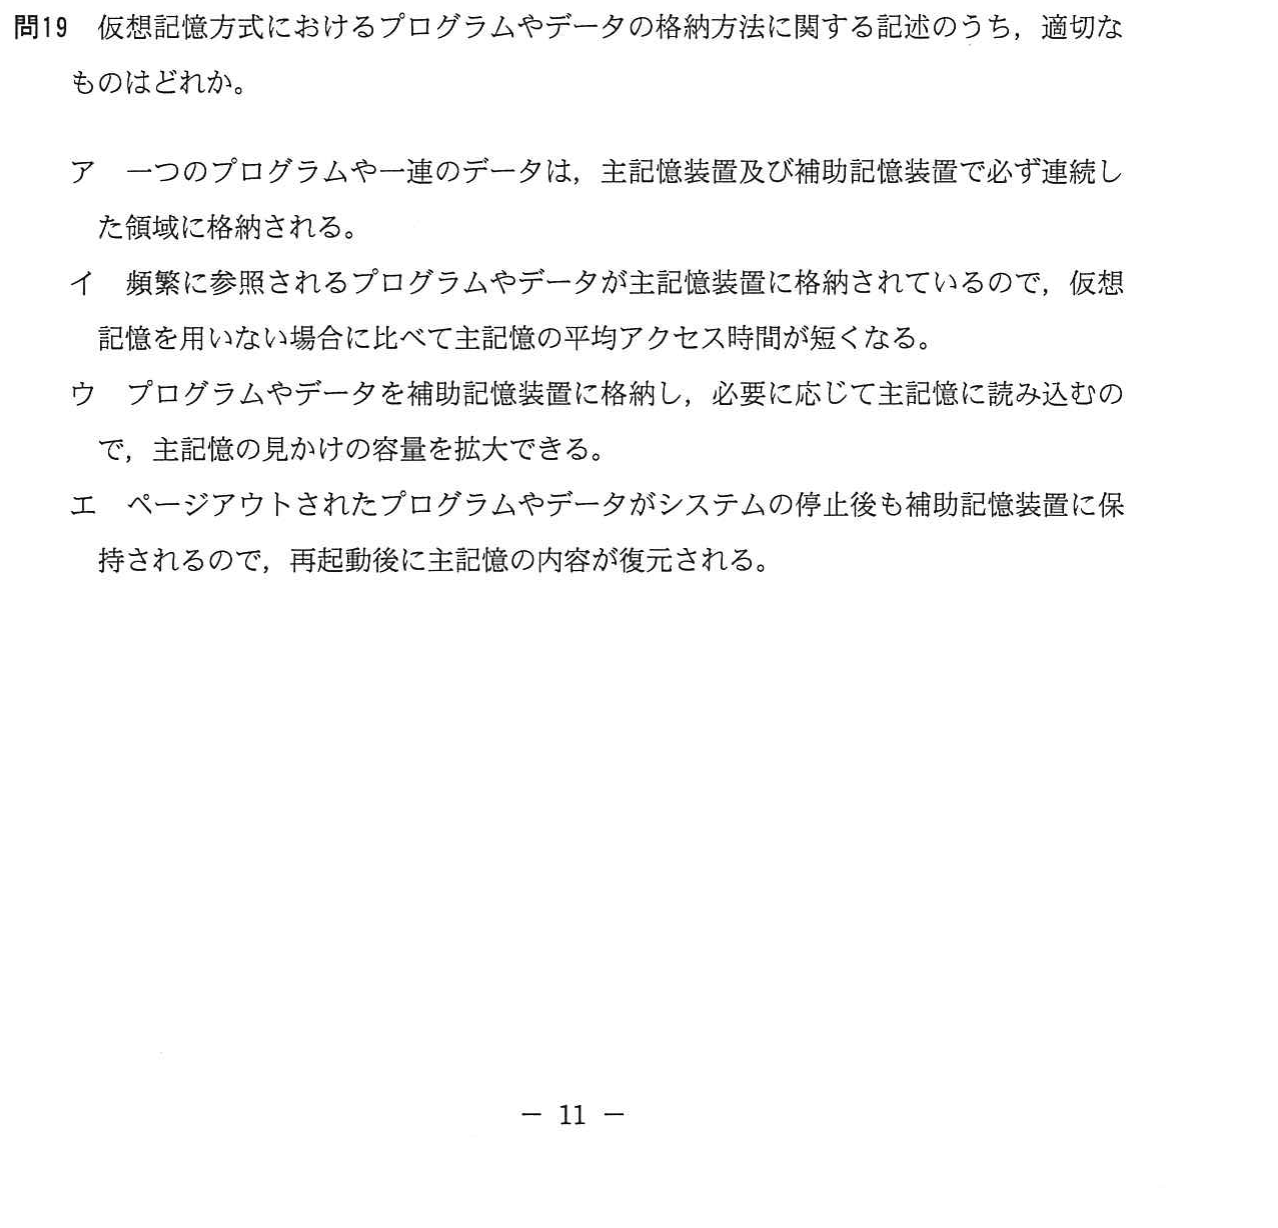 問19　仮想記憶方式におけるプログラムやデータの格納方法に関する記述のうち，適切な
ものはどれか。
ア　一つのプログラムや一連のデータは，主記憶装置及び補助記憶装置で必ず連続し
た領域に格納される。
イ　頻繁に参照されるプログラムやデータが主記憶装置に格納されているので，仮想
記憶を用いない場合に比べて主記憶の平均アクセス時間が短くなる。
ウ　プログラムやデータを補助記憶装置に格納し，必要に応じて主記憶に読み込むの
で，主記憶の見かけの容量を拡大できる。
エ　ページアウトされたプログラムやデータがシステムの停止後も補助記憶装置に保
持されるので，再起動後に主記憶の内容が復元される。
－ 11 －